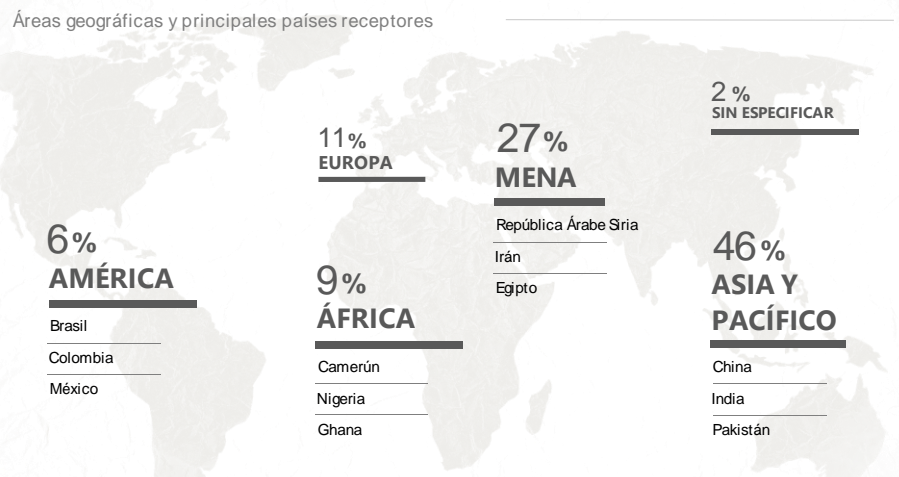 Áreas geográficas y principales países receptores
2 %
SIN ESPECIFICAR
11%
EUROPA
27%
MENA
República Árabe Siria
Irán
Egipto
6%
AMÉRICA
Brasil
Colombia
México
9%
ÁFRICA
Camerún
Nigeria
Ghana
46%
ASIA Y
PACÍFICO
China
India
Pakistán